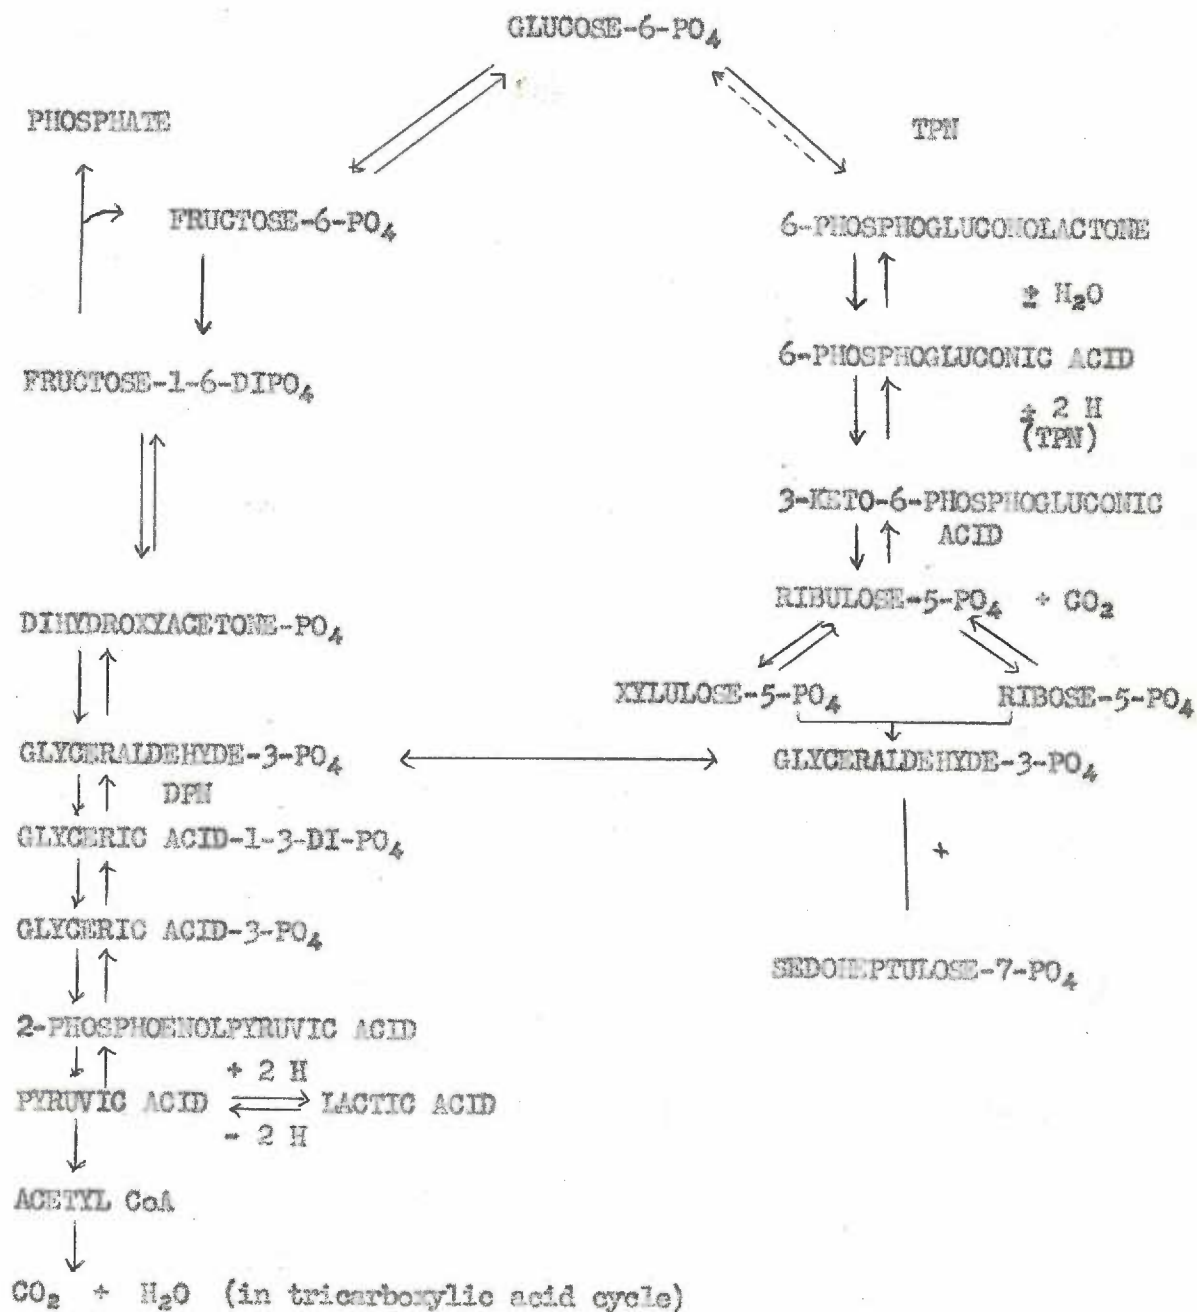 GLUCOSE-6-PO4
PHOSPHATE
TPN
FRUCTOSE-6-PO4
6-PHOSPHOGLUCONOLACTONE
± H2O
FRUCTOSE-1-6-DIPO4
6-PHOSPHOGLUCONIC ACID
± 2 H
(TPN)
3-KETO-6-PHOSPHOGLUCONIC
ACID
RIBULOSE-5-PO4 + CO2
DIHYDROXYACETONE-PO4
XYLULOSE-5-PO4
RIBOSE-5-PO4
GLYCERALDEHYDE-3-PO4
GLYCERALDEHYDE-3-PO4
DPN
GLYCERIC ACID-1-3-DI-PO4
+
GLYCERIC ACID-3-PO4
SEDOHEPTULOSE-7-PO4
2-PHOSPHOENOLPYRUVIC ACID
+ 2 H
PYRUVIC ACID
LACTIC ACID
- 2 H
ACETYL CoA
CO2 + H2O (in tricarboxylic acid cycle)